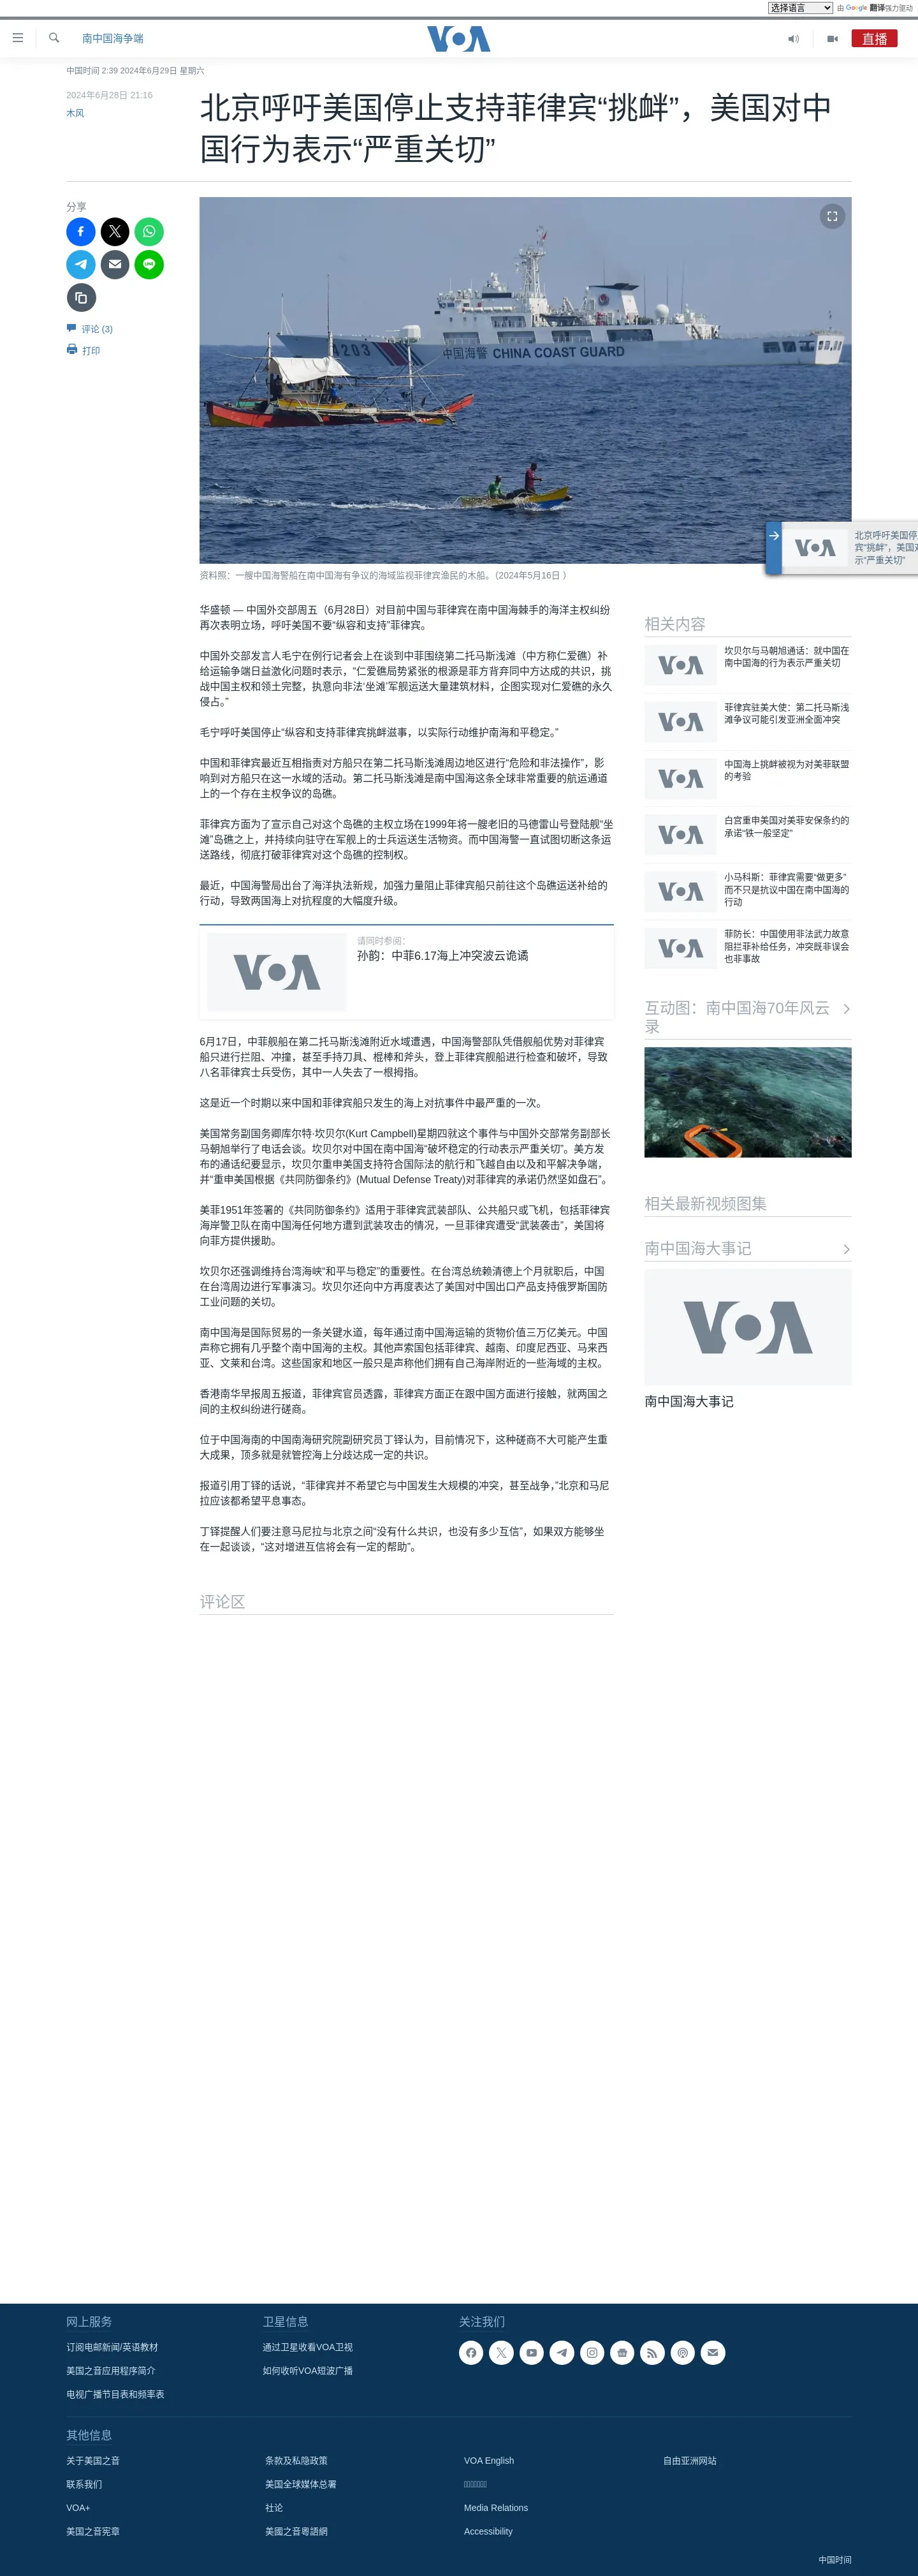 选择语言 由 Google 翻译强力驱动
南中国海争端
VOA
直播
中国时间 2:39 2024年6月29日 星期六
2024年6月28日 21:16
木风
北京呼吁美国停止支持菲律宾“挑衅”，美国对中
国行为表示“严重关切”
分享
评论 (3)
打印
4203 中国海警 CHINA COAST GUARD
资料照：一艘中国海警船在南中国海有争议的海域监视菲律宾渔民的木船。（2024年5月16日 ）
VOA
北京呼吁美国停
宾“挑衅”，美国对
示“严重关切”
华盛顿 — 中国外交部周五（6月28日）对目前中国与菲律宾在南中国海棘手的海洋主权纠纷
再次表明立场，呼吁美国不要“纵容和支持”菲律宾。
中国外交部发言人毛宁在例行记者会上在谈到中菲围绕第二托马斯浅滩（中方称仁爱礁）补
给运输争端日益激化问题时表示，“仁爱礁局势紧张的根源是菲方背弃同中方达成的共识，挑
战中国主权和领土完整，执意向非法‘坐滩’军舰运送大量建筑材料，企图实现对仁爱礁的永久
侵占。”
毛宁呼吁美国停止“纵容和支持菲律宾挑衅滋事，以实际行动维护南海和平稳定。”
中国和菲律宾最近互相指责对方船只在第二托马斯浅滩周边地区进行“危险和非法操作”，影
响到对方船只在这一水域的活动。第二托马斯浅滩是南中国海这条全球非常重要的航运通道
上的一个存在主权争议的岛礁。
菲律宾方面为了宣示自己对这个岛礁的主权立场在1999年将一艘老旧的马德雷山号登陆舰“坐
滩”岛礁之上，并持续向驻守在军舰上的士兵运送生活物资。而中国海警一直试图切断这条运
送路线，彻底打破菲律宾对这个岛礁的控制权。
最近，中国海警局出台了海洋执法新规，加强力量阻止菲律宾船只前往这个岛礁运送补给的
行动，导致两国海上对抗程度的大幅度升级。
VOA
请同时参阅:
孙韵：中菲6.17海上冲突波云诡谲
6月17日，中菲舰船在第二托马斯浅滩附近水域遭遇，中国海警部队凭借舰船优势对菲律宾
船只进行拦阻、冲撞，甚至手持刀具、棍棒和斧头，登上菲律宾舰船进行检查和破坏，导致
八名菲律宾士兵受伤，其中一人失去了一根拇指。
这是近一个时期以来中国和菲律宾船只发生的海上对抗事件中最严重的一次。
美国常务副国务卿库尔特·坎贝尔(Kurt Campbell)星期四就这个事件与中国外交部常务副部长
马朝旭举行了电话会谈。坎贝尔对中国在南中国海“破坏稳定的行动表示严重关切”。美方发
布的通话纪要显示，坎贝尔重申美国支持符合国际法的航行和飞越自由以及和平解决争端，
并“重申美国根据《共同防御条约》(Mutual Defense Treaty)对菲律宾的承诺仍然坚如盘石”。
美菲1951年签署的《共同防御条约》适用于菲律宾武装部队、公共船只或飞机，包括菲律宾
海岸警卫队在南中国海任何地方遭到武装攻击的情况，一旦菲律宾遭受“武装袭击”，美国将
向菲方提供援助。
坎贝尔还强调维持台湾海峡“和平与稳定”的重要性。在台湾总统赖清德上个月就职后，中国
在台湾周边进行军事演习。坎贝尔还向中方再度表达了美国对中国出口产品支持俄罗斯国防
工业问题的关切。
南中国海是国际贸易的一条关键水道，每年通过南中国海运输的货物价值三万亿美元。中国
声称它拥有几乎整个南中国海的主权。其他声索国包括菲律宾、越南、印度尼西亚、马来西
亚、文莱和台湾。这些国家和地区一般只是声称他们拥有自己海岸附近的一些海域的主权。
香港南华早报周五报道，菲律宾官员透露，菲律宾方面正在跟中国方面进行接触，就两国之
间的主权纠纷进行磋商。
位于中国海南的中国南海研究院副研究员丁铎认为，目前情况下，这种磋商不大可能产生重
大成果，顶多就是就管控海上分歧达成一定的共识。
报道引用丁铎的话说，“菲律宾并不希望它与中国发生大规模的冲突，甚至战争，”北京和马尼
拉应该都希望平息事态。
丁铎提醒人们要注意马尼拉与北京之间“没有什么共识，也没有多少互信”，如果双方能够坐
在一起谈谈，“这对增进互信将会有一定的帮助”。
评论区
相关内容
VOA
坎贝尔与马朝旭通话：就中国在
南中国海的行为表示严重关切
VOA
菲律宾驻美大使：第二托马斯浅
滩争议可能引发亚洲全面冲突
VOA
中国海上挑衅被视为对美菲联盟
的考验
VOA
白宫重申美国对美菲安保条约的
承诺“铁一般坚定”
VOA
小马科斯：菲律宾需要“做更多”
而不只是抗议中国在南中国海的
行动
VOA
菲防长：中国使用非法武力故意
阻拦菲补给任务，冲突既非误会
也非事故
互动图：南中国海70年风云
录
相关最新视频图集
南中国海大事记
VOA
南中国海大事记
网上服务
订阅电邮新闻/英语教材
美国之音应用程序简介
电视广播节目表和频率表
卫星信息
通过卫星收看VOA卫视
如何收听VOA短波广播
关注我们
其他信息
关于美国之音
联系我们
VOA+
美国之音宪章
条款及私隐政策
美国全球媒体总署
社论
美國之音粵語網
VOA English
Media Relations
Accessibility
自由亚洲网站
中国时间